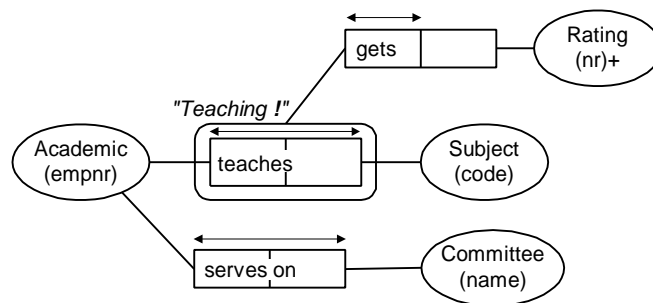 gets
Rating
(nr)+
"Teaching !"
Academic
(empnr)
teaches
Subject
(code)
serves on
Committee
(name)